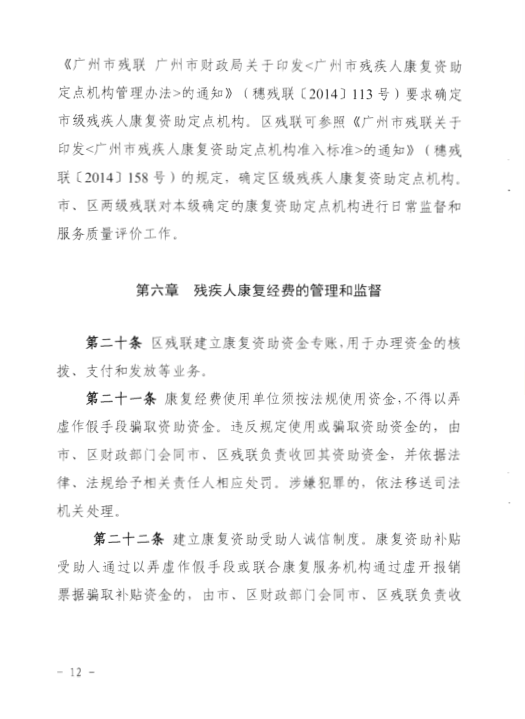 《广州市残联 广州市财政局关于印发<广州市残疾人康复资助
定点机构管理办法>的通知》（穗残联〔2014〕113 号）要求确定
市级残疾人康复资助定点机构。区残联可参照《广州市残联关于
印发<广州市残疾人康复资助定点机构准入标准>的通知》（穗残
联〔2014〕158 号）的规定，确定区级残疾人康复资助定点机构。
市、区两级残联对本级确定的康复资助定点机构进行日常监督和
服务质量评价工作。
第六章 残疾人康复经费的管理和监督
第二十条 区残联建立康复资助资金专账,用于办理资金的核
拨、支付和发放等业务。
第二十一条 康复经费使用单位须按法规使用资金,不得以弄
虚作假手段骗取资助资金。违反规定使用或骗取资助资金的，由
市、区财政部门会同市、区残联负责收回其资助资金，并依据法
律、法规给予相关责任人相应处罚。涉嫌犯罪的，依法移送司法
机关处理。
第二十二条 建立康复资助受助人诚信制度。康复资助补贴
受助人通过以弄虚作假手段或联合康复服务机构通过虚开报销
票据骗取补贴资金的，由市、区财政部门会同市、区残联负责收
- 12 -